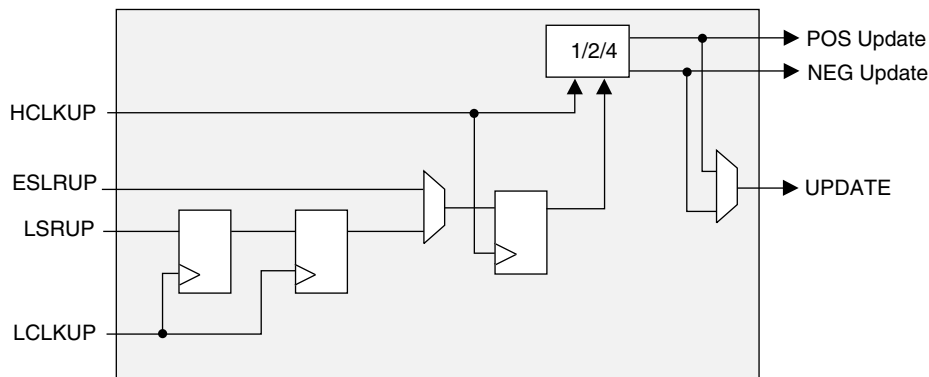 1/2/4
POS Update
NEG Update
HCLKUP
ESLRUP
UPDATE
LSRUP
LCLKUP